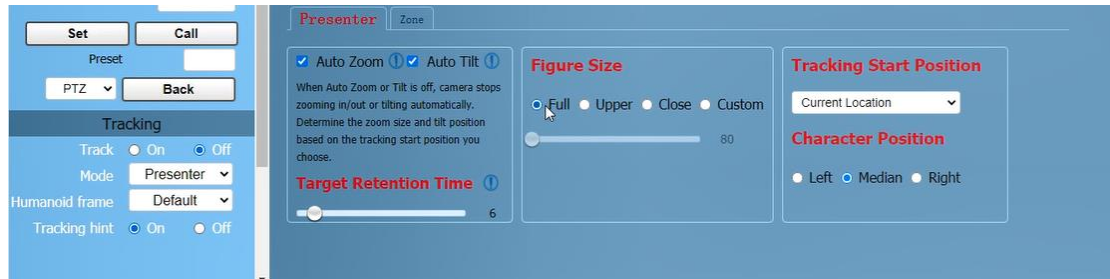 Set Call
Preset
PTZ Back
Tracking
Track On Off
Mode Presenter
Humanoid frame Default
Tracking hint On Off
Presenter Zone
Auto Zoom Auto Tilt
When Auto Zoom or Tilt is off, camera stops
zooming in/out or tilting automatically.
Determine the zoom size and tilt position
based on the tracking start position you
choose.
Target Retention Time
6
Figure Size
Full Upper Close Custom
80
Tracking Start Position
Current Location
Character Position
Left Median Right